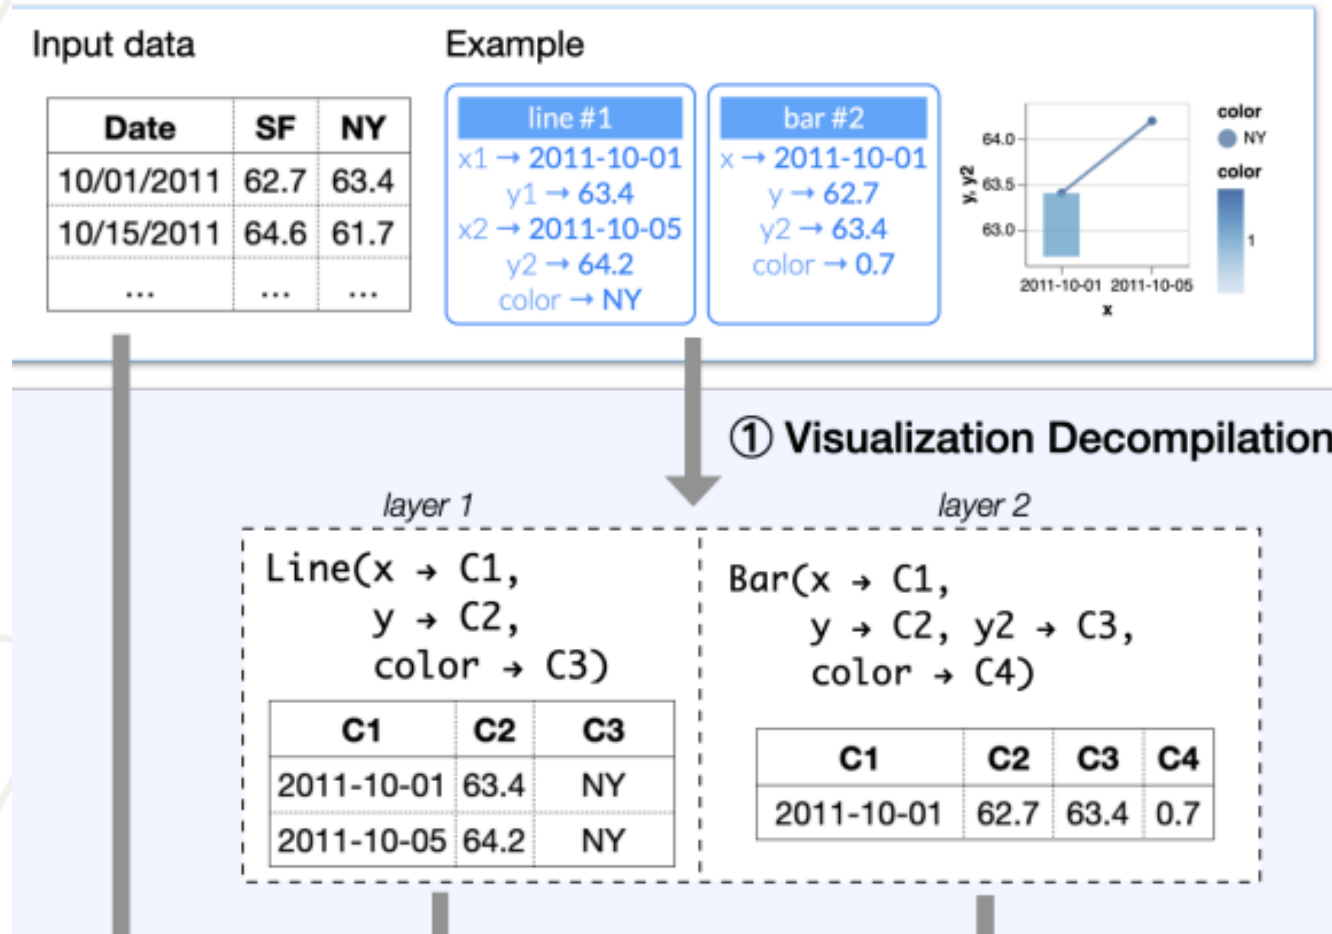 Input data
Example
Date SF NY
10/01/2011 62.7 63.4
10/15/2011 64.6 61.7
... ... ...
line #1
x1 → 2011-10-01
y1 → 63.4
x2 → 2011-10-05
y2 → 64.2
color → NY
bar #2
x → 2011-10-01
y → 62.7
y2 → 63.4
color → 0.7
y, y2
64.0
63.5
63.0
2011-10-01 2011-10-05
x
color
NY
color
1
① Visualization Decompilation
layer 1
Line(x → C1,
y → C2,
color → C3)
C1 C2 C3
2011-10-01 63.4 NY
2011-10-05 64.2 NY
layer 2
Bar(x → C1,
y → C2, y2 → C3,
color → C4)
C1 C2 C3 C4
2011-10-01 62.7 63.4 0.7